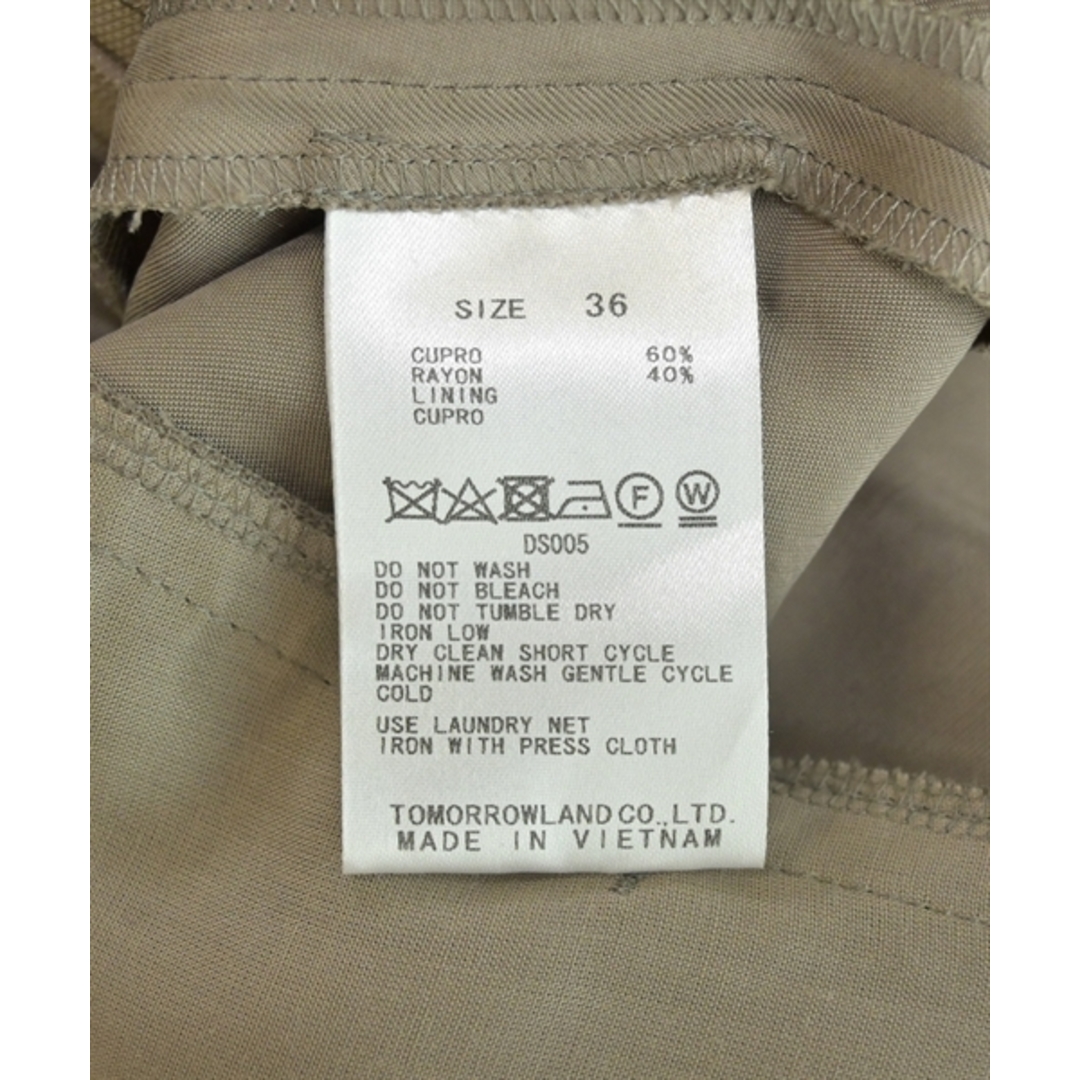 SIZE 36
CUPRO 60%
RAYON 40%
LINING
CUPRO
F W
DS005
DO NOT WASH
DO NOT BLEACH
DO NOT TUMBLE DRY
IRON LOW
DRY CLEAN SHORT CYCLE
MACHINE WASH GENTLE CYCLE
COLD
USE LAUNDRY NET
IRON WITH PRESS CLOTH
TOMORROWLAND CO.,LTD.
MADE IN VIETNAM